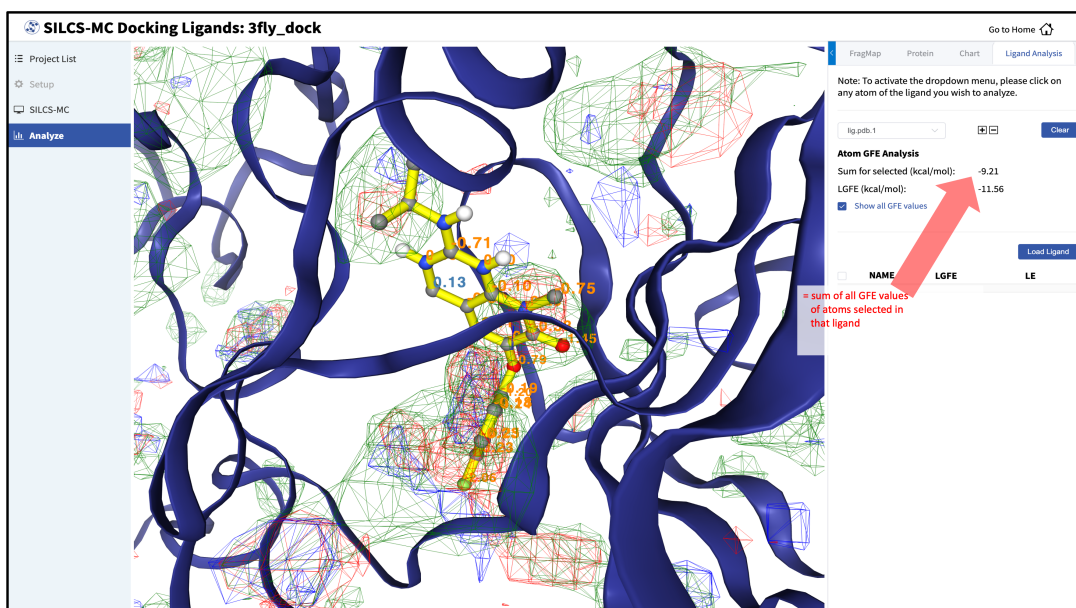 SILCS-MC Docking Ligands: 3fly_dock
Go to Home
Project List
Setup
SILCS-MC
Analyze
FragMap
Protein
Chart
Ligand Analysis
Note: To activate the dropdown menu, please click on
any atom of the ligand you wish to analyze.
lig.pdb.1
Clear
Atom GFE Analysis
Sum for selected (kcal/mol): -9.21
LGFE (kcal/mol): -11.56
Show all GFE values
Load Ligand
NAME LGFE LE
= sum of all GFE values
of atoms selected in
that ligand
0.71
0.13
0.10
0.75